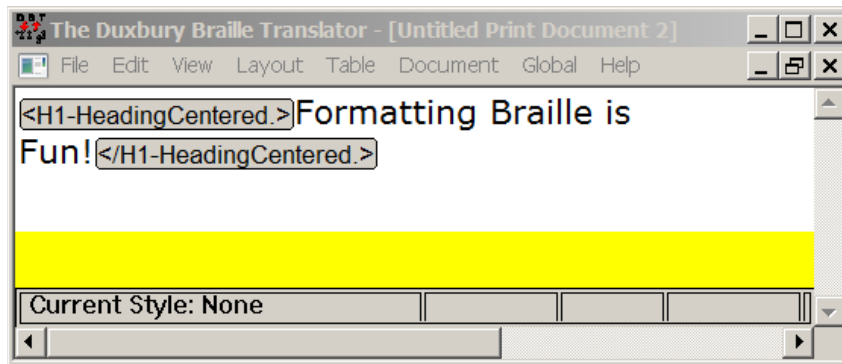 The Duxbury Braille Translator - [Untitled Print Document 2]
File Edit View Layout Table Document Global Help
<H1-HeadingCentered.>Formatting Braille is
Fun!</H1-HeadingCentered.>
Current Style: None